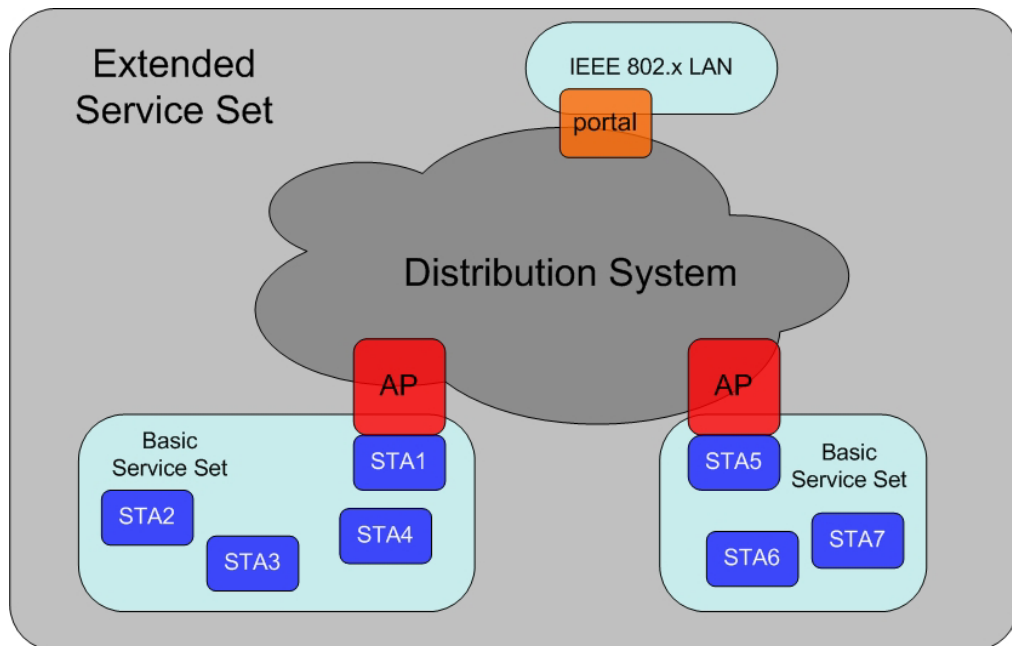 Extended
Service Set
IEEE 802.x LAN
portal
Distribution System
AP
AP
Basic
Service Set
STA1
STA2
STA3
STA4
STA5
Basic
Service Set
STA6
STA7